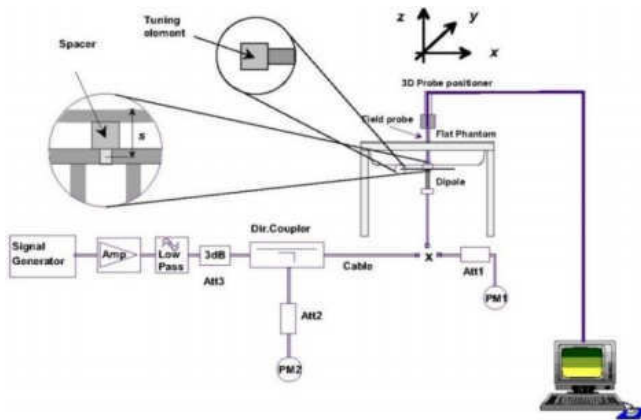 Tuning
element
Spacer
s
z
y
x
3D Probe positioner
Field probe
Flat Phantom
Dipole
Signal
Generator
Amp
Low
Pass
3dB
Att3
Dir.Coupler
Cable
X
Att1
PM1
Att2
PM2